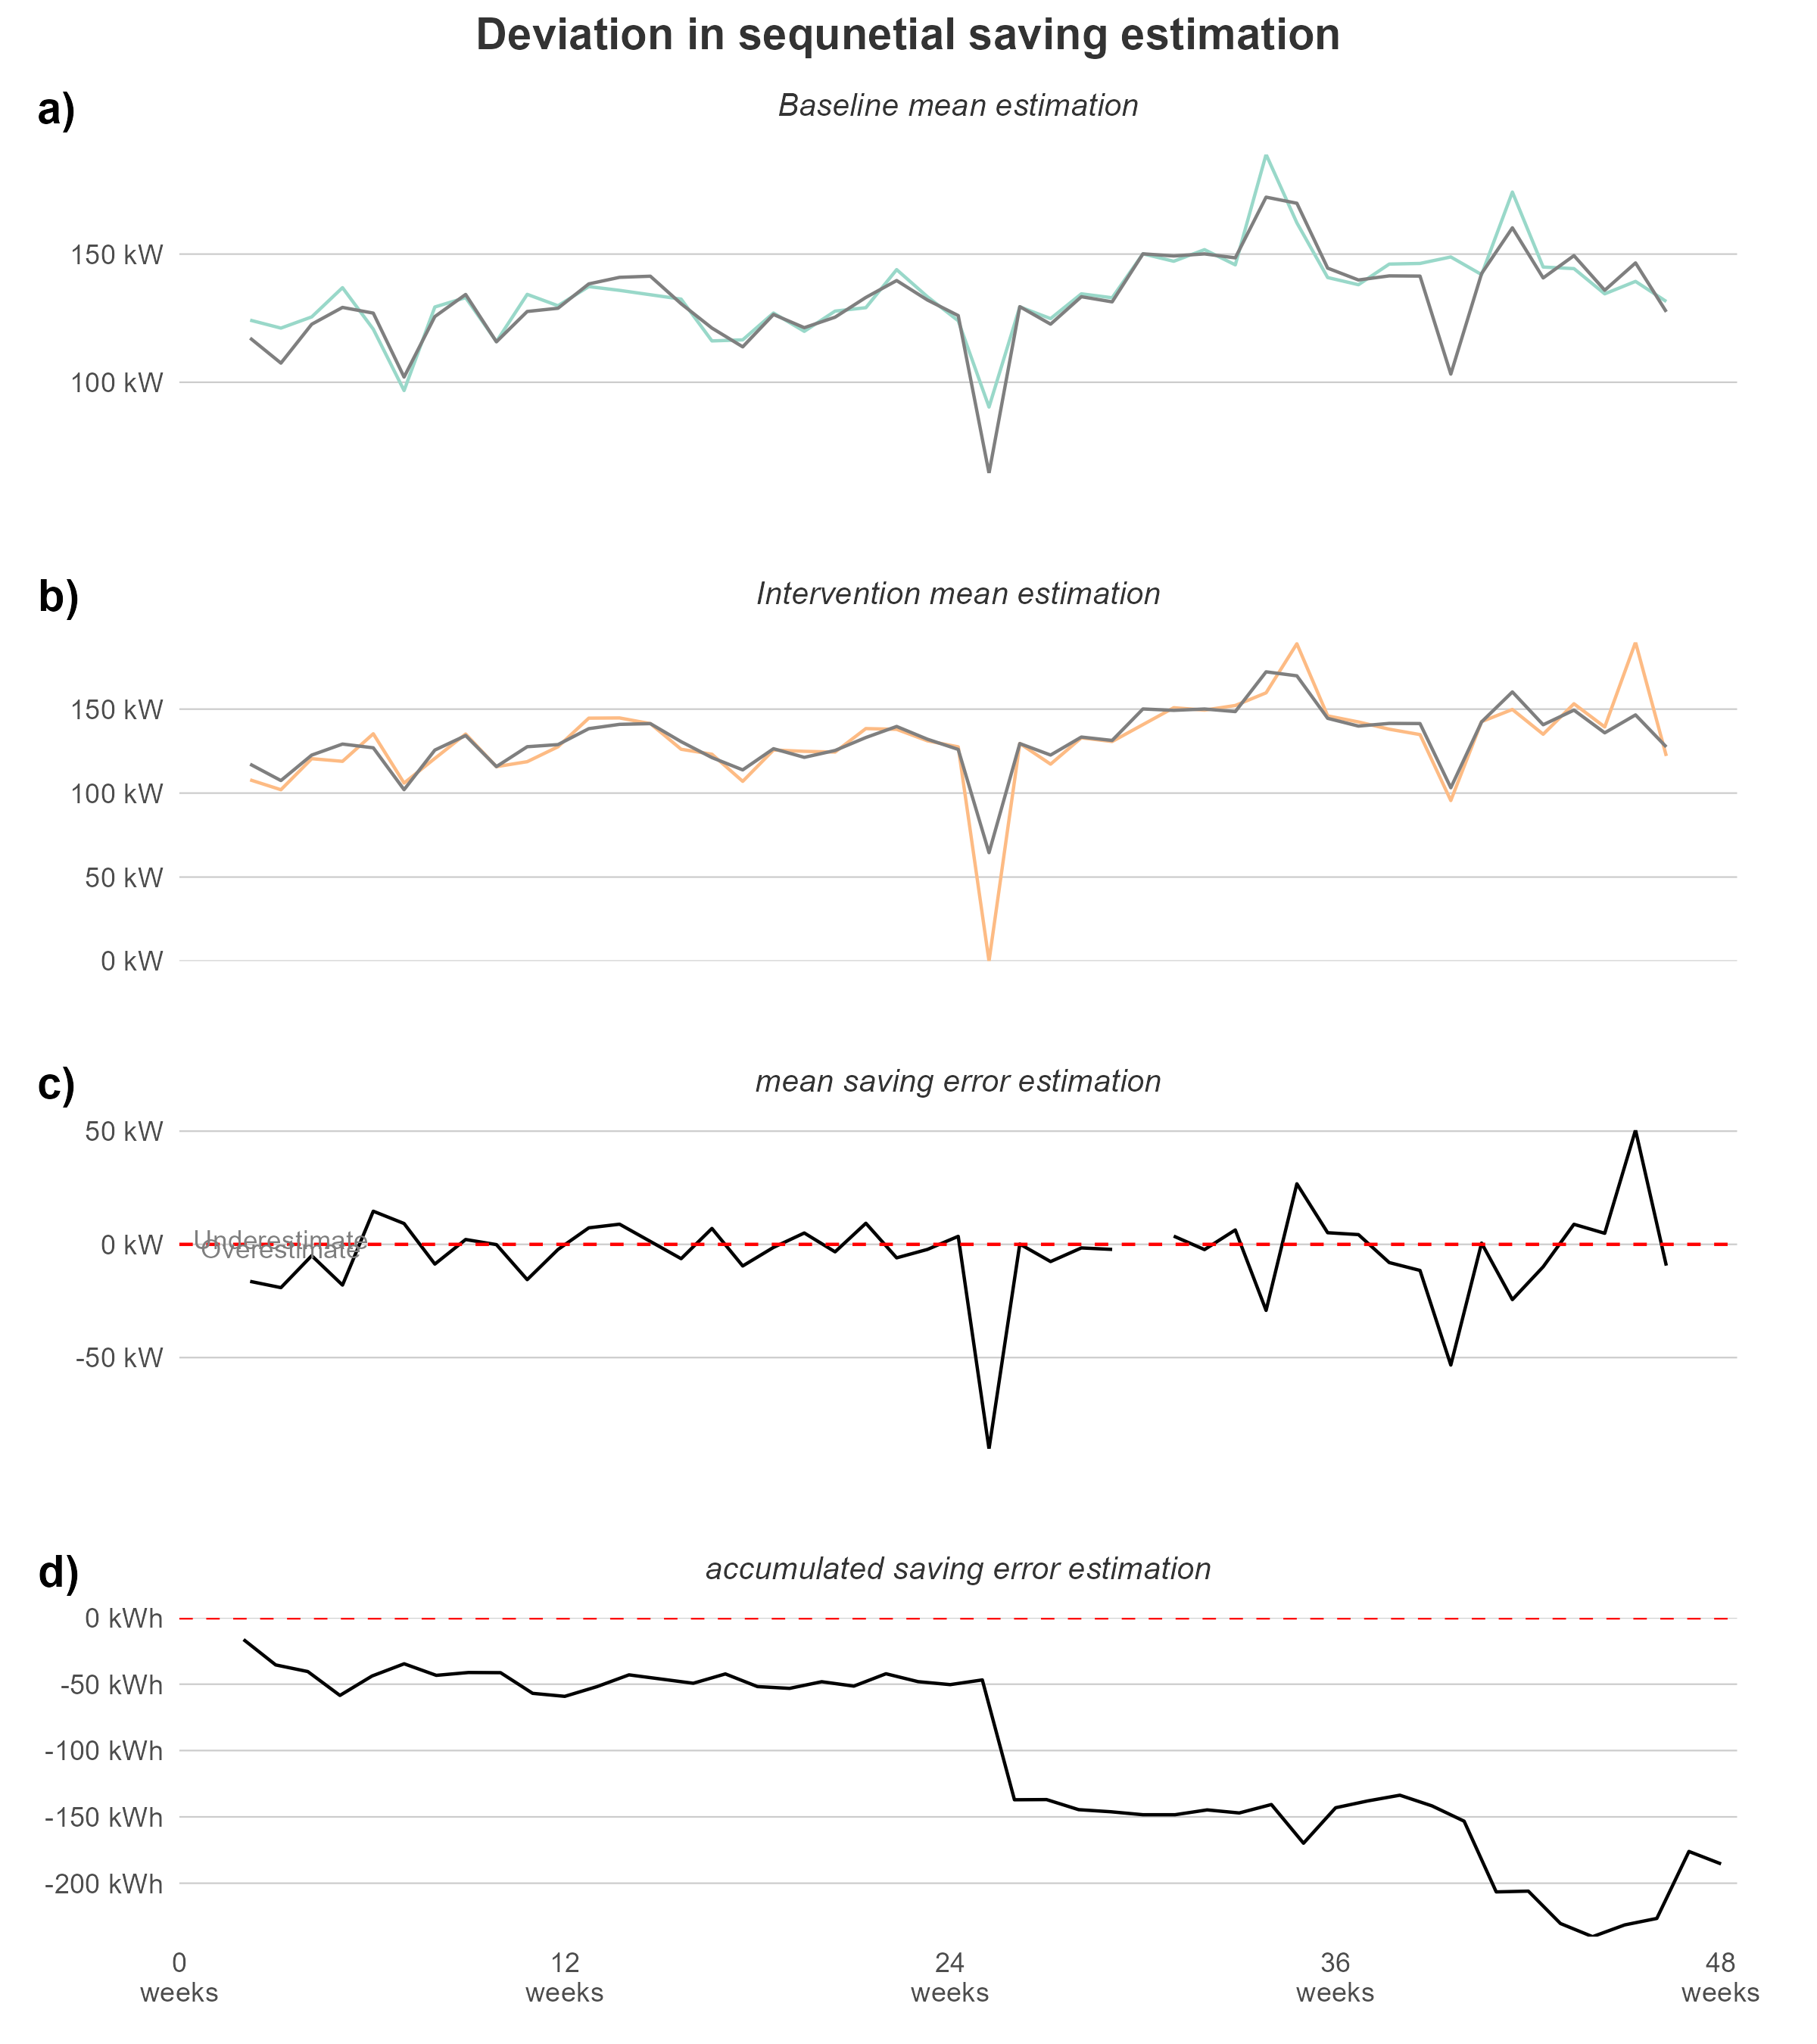 Deviation in sequnetial saving estimation
a)
Baseline mean estimation
150 kW
100 kW
b)
Intervention mean estimation
150 kW
100 kW
50 kW
0 kW
c)
mean saving error estimation
50 kW
Underestimate
0 kW
Overestimate
-50 kW
d)
accumulated saving error estimation
0 kWh
-50 kWh
-100 kWh
-150 kWh
-200 kWh
0 12 24 36 48
weeks weeks weeks weeks weeks